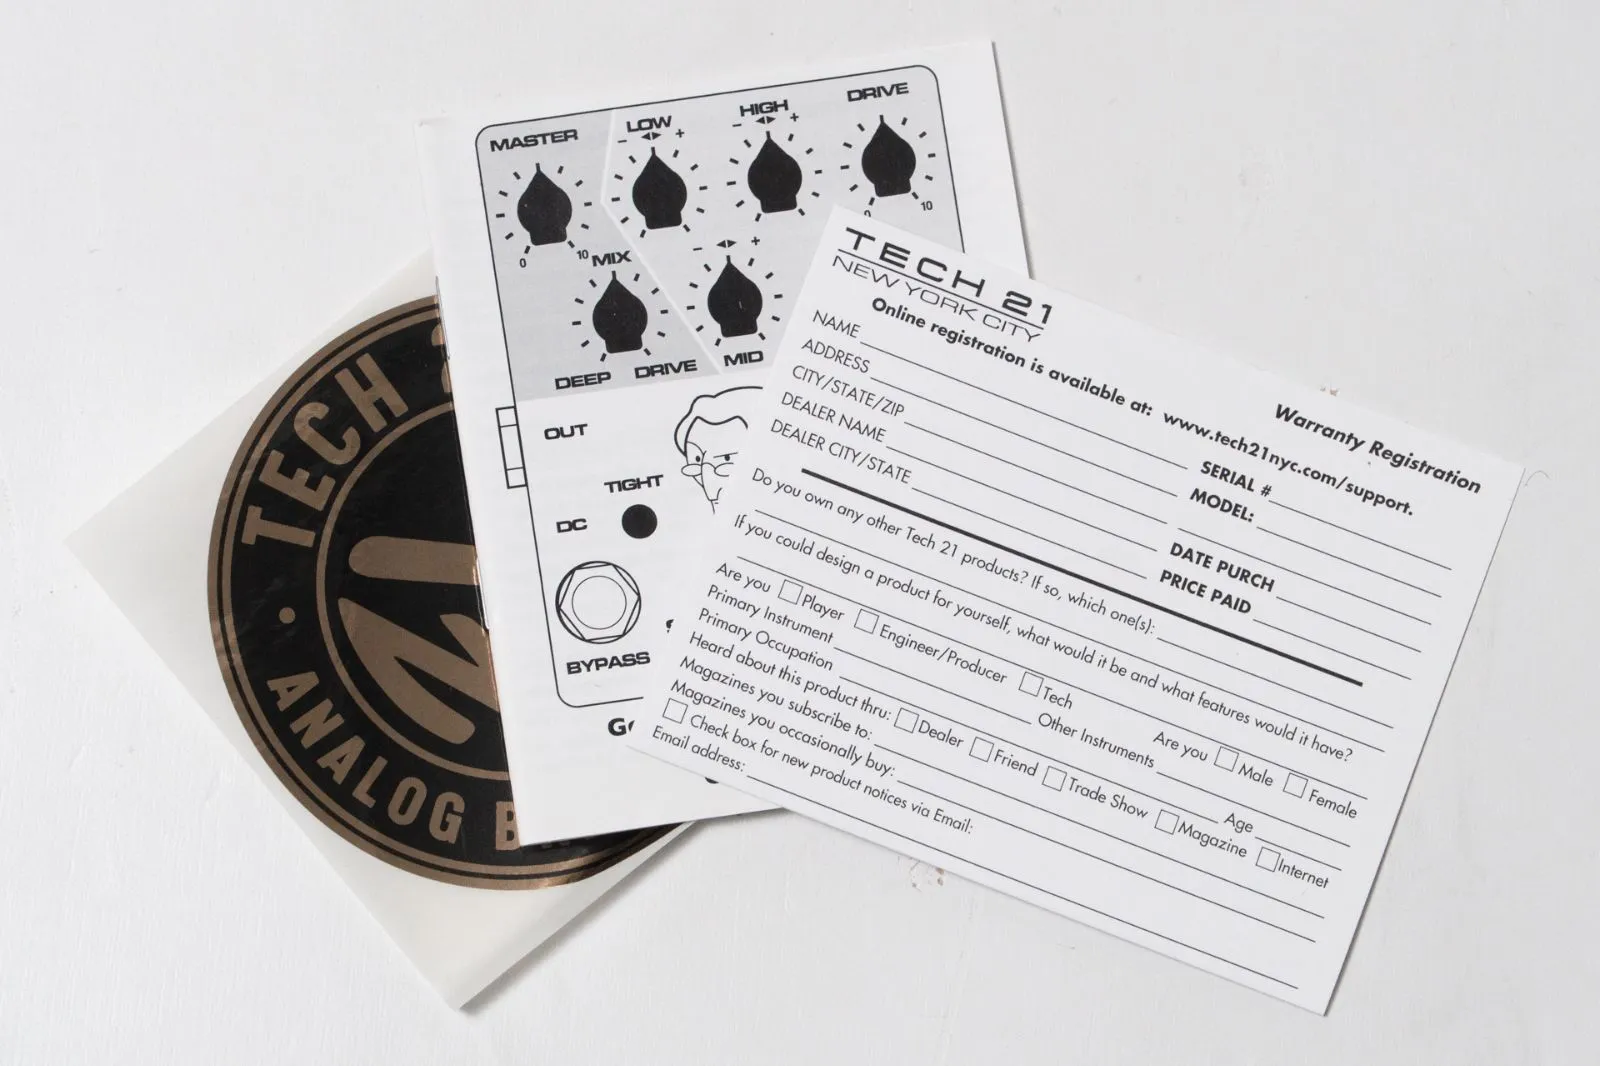 TECH
ANALOG
MASTER
LOW
HIGH
DRIVE
- +
- +
0 10
0 10
MIX
- +
DEEP DRIVE MID
OUT
TIGHT
DC
BYPASS
TECH 21
NEW YORK CITY
Warranty Registration
Online registration is available at: www.tech21nyc.com/support.
NAME
SERIAL #
ADDRESS
MODEL:
CITY/STATE/ZIP
DEALER NAME
DATE PURCH
DEALER CITY/STATE
PRICE PAID
Do you own any other Tech 21 products? If so, which one(s):
If you could design a product for yourself, what would it be and what features would it have?
Are you Player Engineer/Producer Tech Are you Male Female
Primary Instrument Other Instruments Age
Primary Occupation
Heard about this product thru: Dealer Friend Trade Show Magazine Internet
Magazines you subscribe to:
Magazines you occasionally buy:
Check box for new product notices via Email:
Email address: